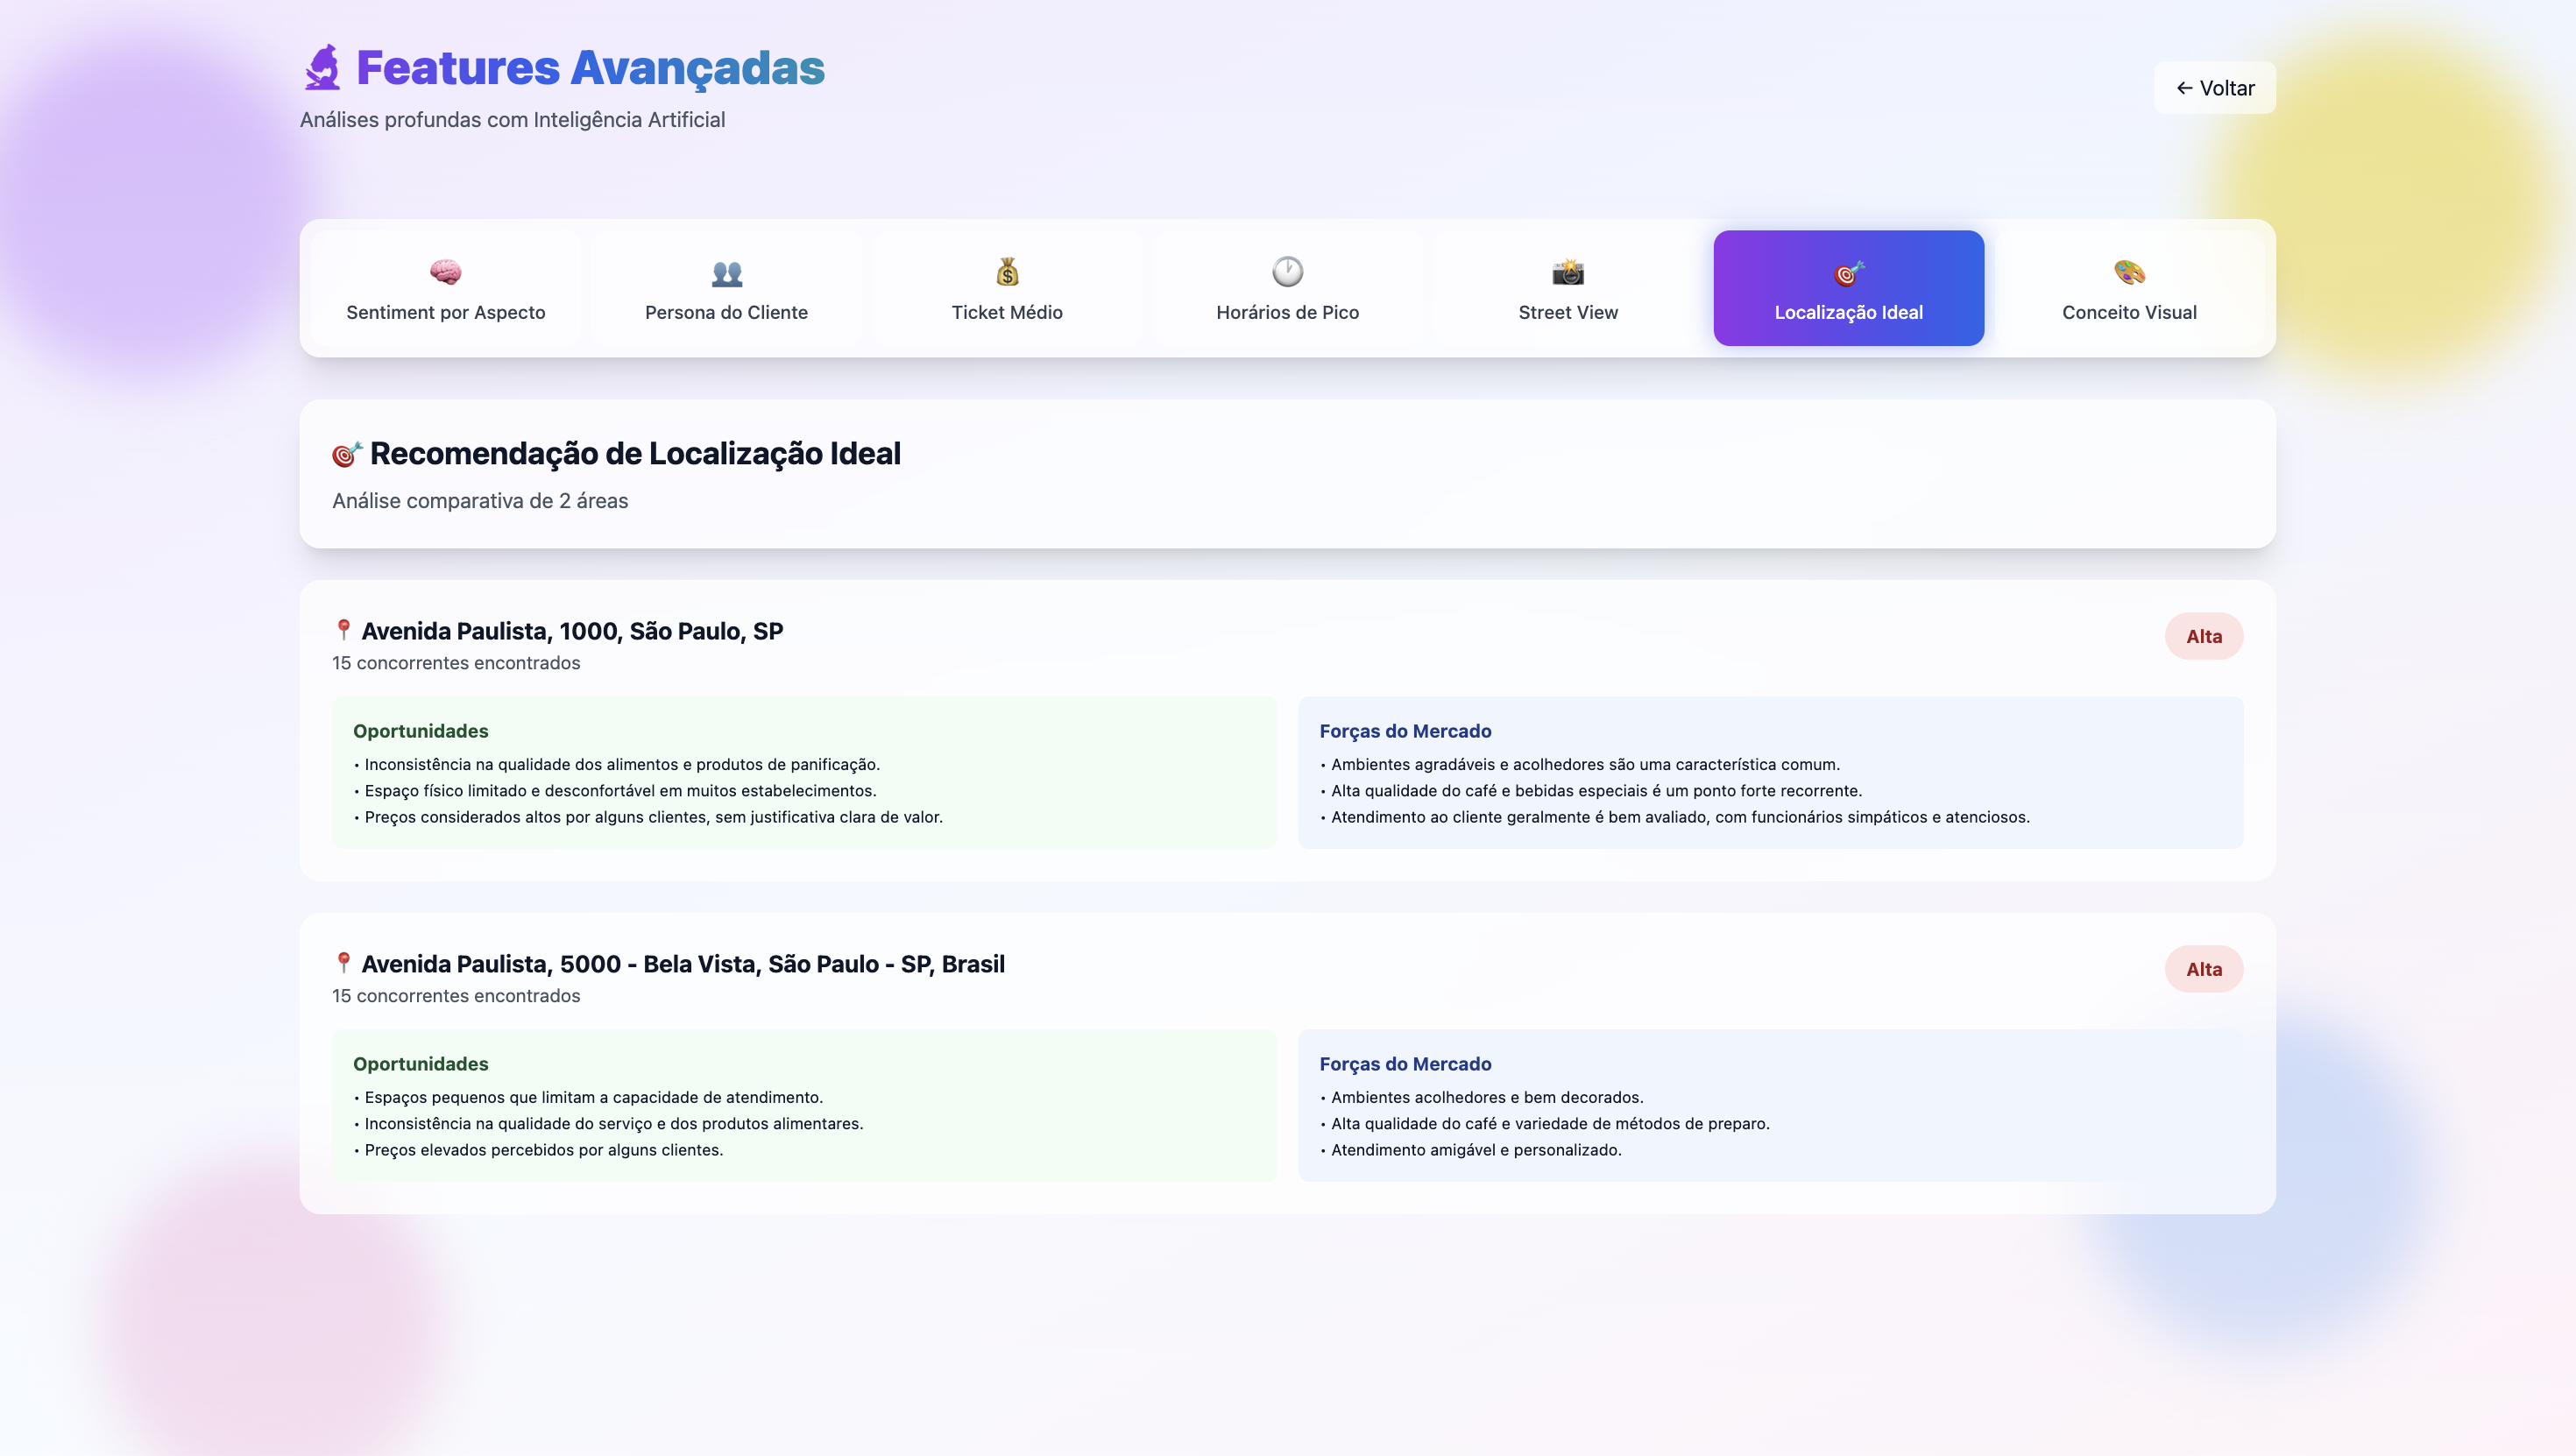 Features Avançadas
Análises profundas com Inteligência Artificial
← Voltar
Sentiment por Aspecto
Persona do Cliente
Ticket Médio
Horários de Pico
Street View
Localização Ideal
Conceito Visual
Recomendação de Localização Ideal
Análise comparativa de 2 áreas
Avenida Paulista, 1000, São Paulo, SP
15 concorrentes encontrados
Alta
Oportunidades
• Inconsistência na qualidade dos alimentos e produtos de panificação.
• Espaço físico limitado e desconfortável em muitos estabelecimentos.
• Preços considerados altos por alguns clientes, sem justificativa clara de valor.
Forças do Mercado
• Ambientes agradáveis e acolhedores são uma característica comum.
• Alta qualidade do café e bebidas especiais é um ponto forte recorrente.
• Atendimento ao cliente geralmente é bem avaliado, com funcionários simpáticos e atenciosos.
Avenida Paulista, 5000 - Bela Vista, São Paulo - SP, Brasil
15 concorrentes encontrados
Alta
Oportunidades
• Espaços pequenos que limitam a capacidade de atendimento.
• Inconsistência na qualidade do serviço e dos produtos alimentares.
• Preços elevados percebidos por alguns clientes.
Forças do Mercado
• Ambientes acolhedores e bem decorados.
• Alta qualidade do café e variedade de métodos de preparo.
• Atendimento amigável e personalizado.